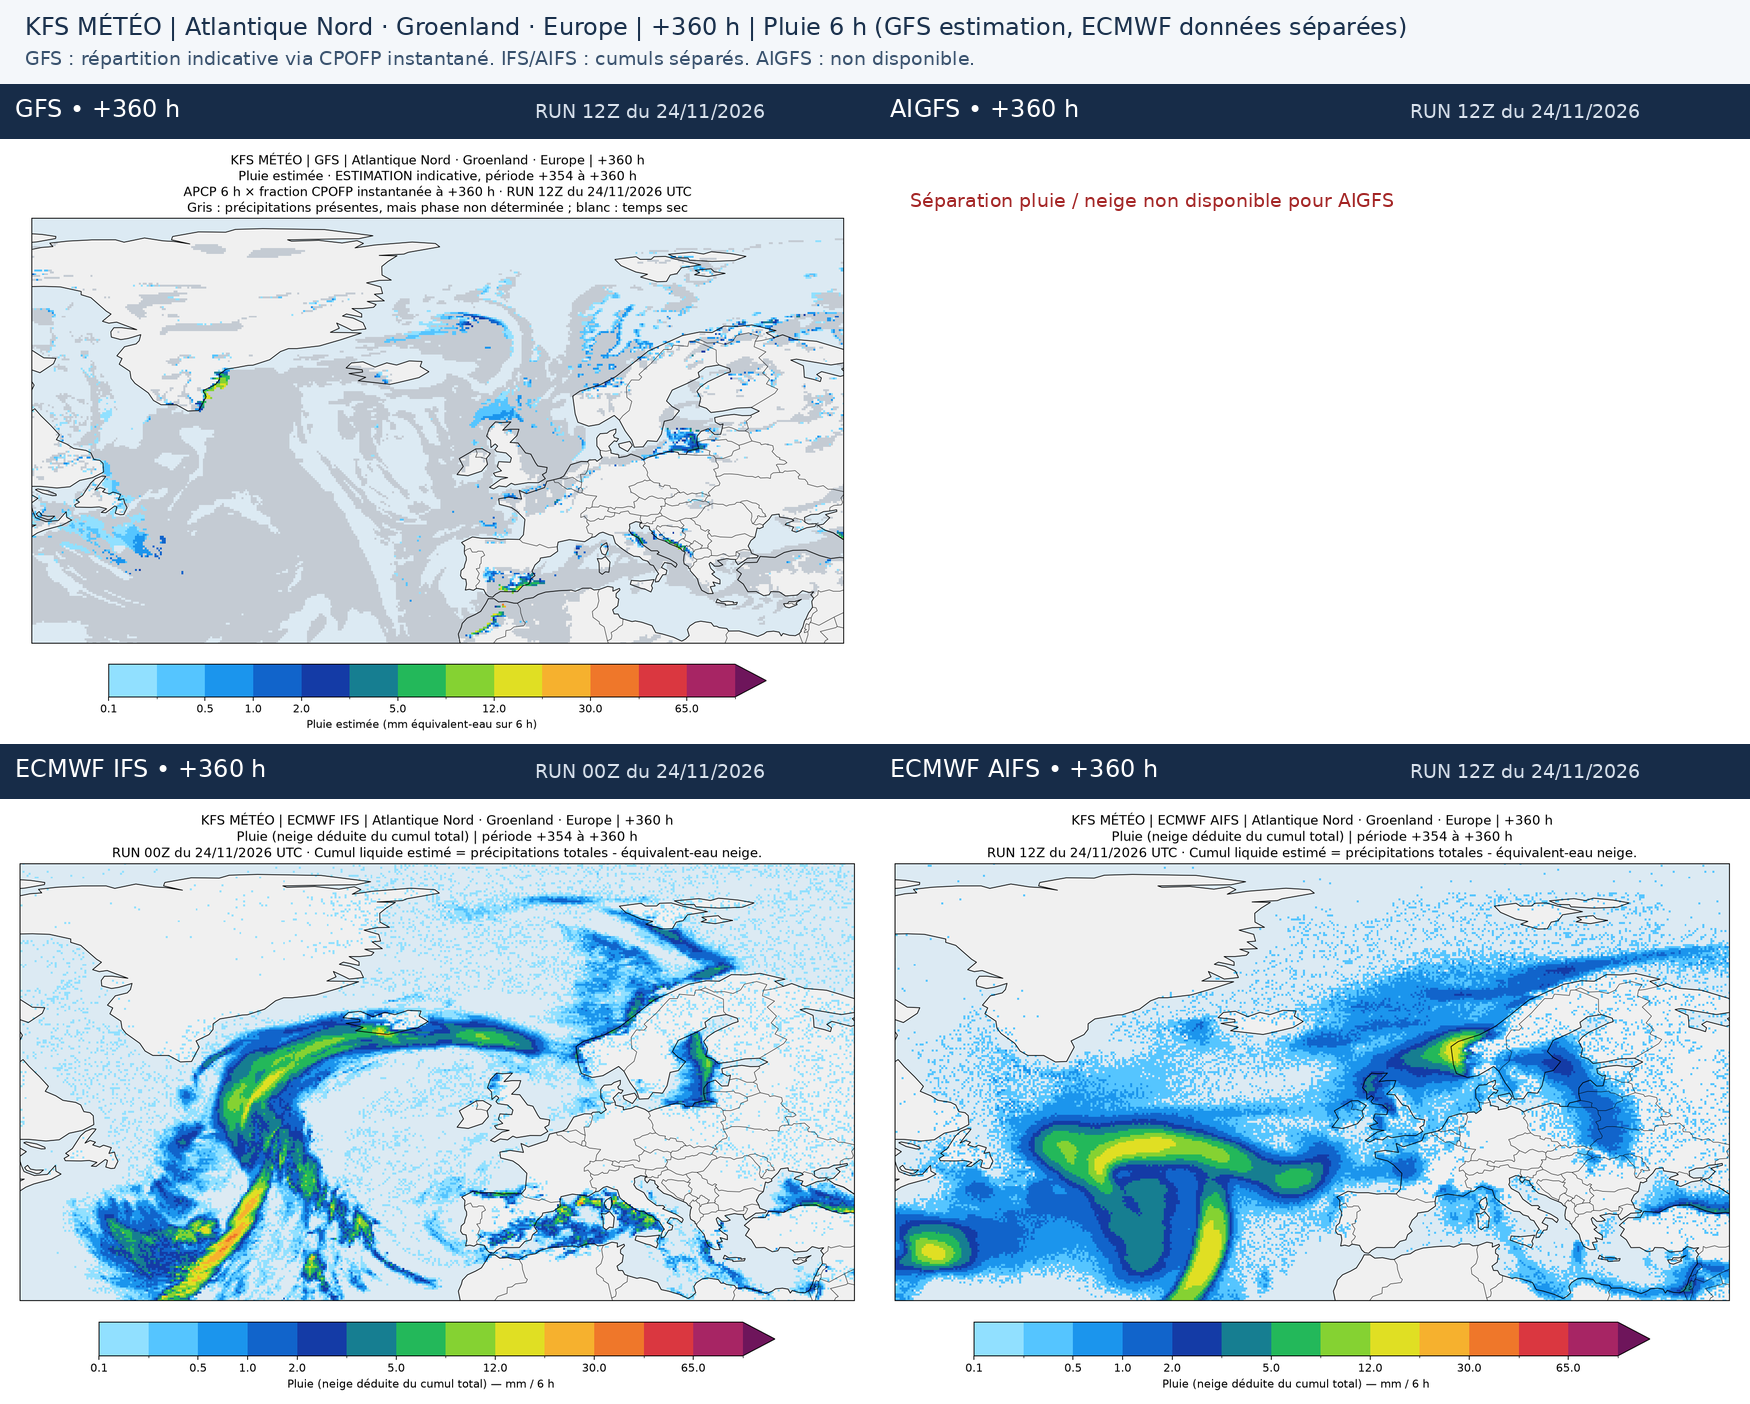 KFS MÉTÉO | Atlantique Nord · Groenland · Europe | +360 h | Pluie 6 h (GFS estimation, ECMWF données séparées)
GFS : répartition indicative via CPOFP instantané. IFS/AIFS : cumuls séparés. AIGFS : non disponible.
GFS • +360 h
RUN 12Z du 24/11/2026
AIGFS • +360 h
RUN 12Z du 24/11/2026
KFS MÉTÉO | GFS | Atlantique Nord · Groenland · Europe | +360 h
Pluie estimée · ESTIMATION indicative, période +354 à +360 h
APCP 6 h × fraction CPOFP instantanée à +360 h · RUN 12Z du 24/11/2026 UTC
Gris : précipitations présentes, mais phase non déterminée ; blanc : temps sec
0.1 0.5 1.0 2.0 5.0 12.0 30.0 65.0
Pluie estimée (mm équivalent-eau sur 6 h)
Séparation pluie / neige non disponible pour AIGFS
ECMWF IFS • +360 h
RUN 00Z du 24/11/2026
ECMWF AIFS • +360 h
RUN 12Z du 24/11/2026
KFS MÉTÉO | ECMWF IFS | Atlantique Nord · Groenland · Europe | +360 h
Pluie (neige déduite du cumul total) | période +354 à +360 h
RUN 00Z du 24/11/2026 UTC · Cumul liquide estimé = précipitations totales - équivalent-eau neige.
0.1 0.5 1.0 2.0 5.0 12.0 30.0 65.0
Pluie (neige déduite du cumul total) — mm / 6 h
KFS MÉTÉO | ECMWF AIFS | Atlantique Nord · Groenland · Europe | +360 h
Pluie (neige déduite du cumul total) | période +354 à +360 h
RUN 12Z du 24/11/2026 UTC · Cumul liquide estimé = précipitations totales - équivalent-eau neige.
0.1 0.5 1.0 2.0 5.0 12.0 30.0 65.0
Pluie (neige déduite du cumul total) — mm / 6 h